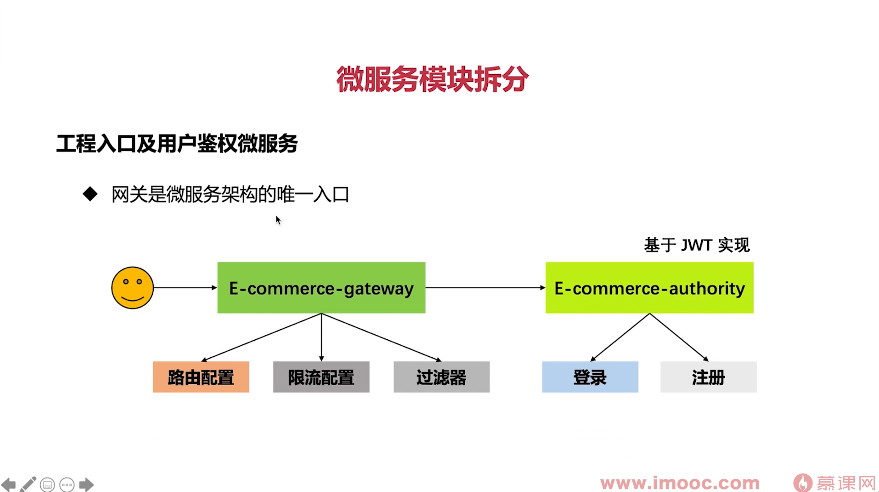 微服务模块拆分
工程入口及用户鉴权微服务
网关是微服务架构的唯一入口
基于 JWT 实现
E-commerce-gateway
E-commerce-authority
路由配置
限流配置
过滤器
登录
注册
www.imooc.com
慕课网